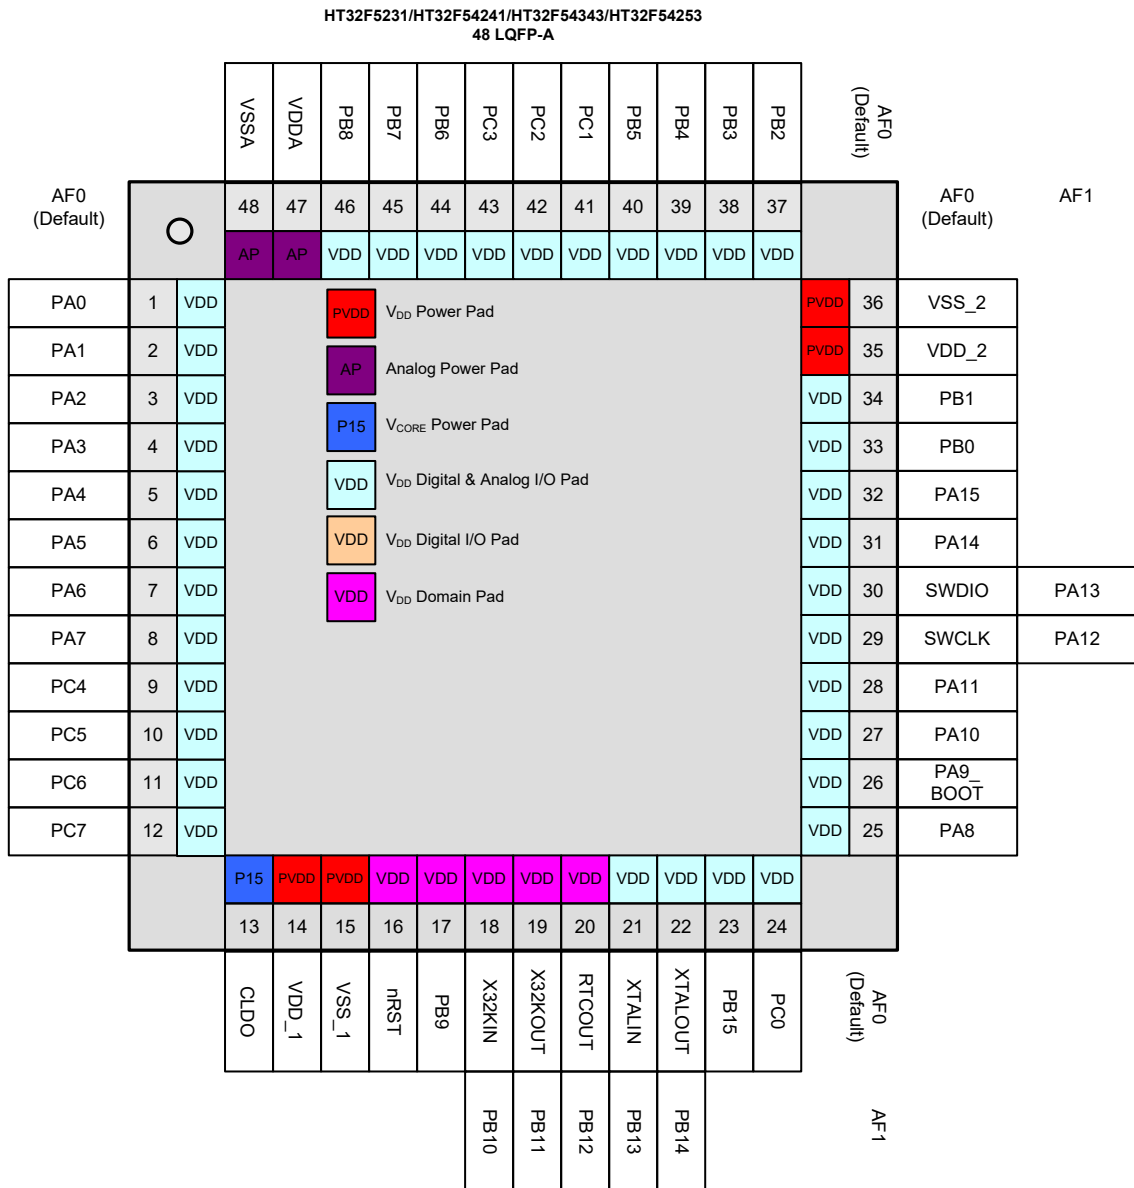 HT32F5231/HT32F54241/HT32F54343/HT32F54253
48 LQFP-A
VSSA VDDA PB8 PB7 PB6 PC3 PC2 PC1 PB5 PB4 PB3 PB2 AF0 (Default)
AF0 (Default) 48 47 46 45 44 43 42 41 40 39 38 37 AF0 (Default) AF1
AP AP VDD VDD VDD VDD VDD VDD VDD VDD VDD VDD
PA0 1 VDD PVDD VDD Power Pad PVDD 36 VSS_2
PA1 2 VDD AP Analog Power Pad PVDD 35 VDD_2
PA2 3 VDD P15 VCORE Power Pad VDD 34 PB1
PA3 4 VDD VDD 33 PB0
PA4 5 VDD VDD VDD Digital & Analog I/O Pad VDD 32 PA15
PA5 6 VDD VDD VDD Digital I/O Pad VDD 31 PA14
PA6 7 VDD VDD VDD Domain Pad VDD 30 SWDIO PA13
PA7 8 VDD VDD 29 SWCLK PA12
PC4 9 VDD VDD 28 PA11
PC5 10 VDD VDD 27 PA10
PC6 11 VDD VDD 26 PA9_ BOOT
PC7 12 VDD VDD 25 PA8
P15 PVDD PVDD VDD VDD VDD VDD VDD VDD VDD VDD VDD
13 14 15 16 17 18 19 20 21 22 23 24
CLDO VDD_1 VSS_1 nRST PB9 X32KIN X32KOUT RTCOUT XTALIN XTALOUT PB15 PC0 AF0 (Default)
PB10 PB11 PB12 PB13 PB14 AF1